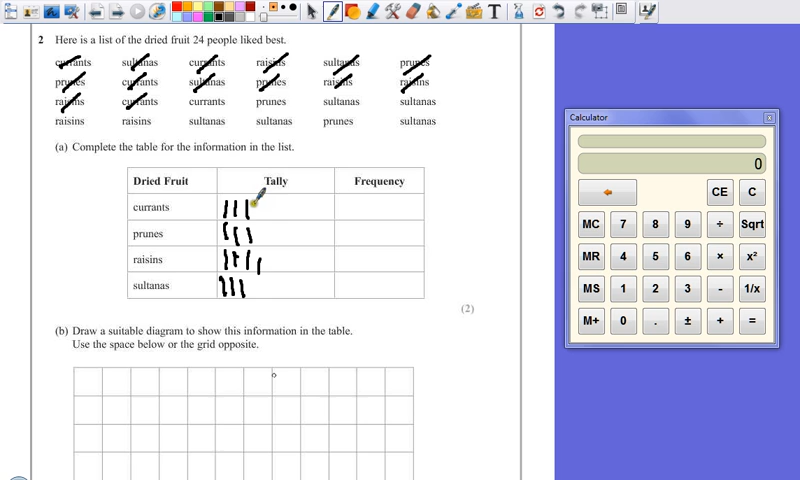 2 Here is a list of the dried fruit 24 people liked best.
currants sultanas currants raisins sultanas prunes
prunes currants sultanas prunes raisins raisins
raisins currants currants prunes sultanas sultanas
raisins raisins sultanas sultanas prunes sultanas
(a) Complete the table for the information in the list.
Dried Fruit Tally Frequency
currants
prunes
raisins
sultanas
(2)
(b) Draw a suitable diagram to show this information in the table.
Use the space below or the grid opposite.
Calculator
0
CE C
MC 7 8 9 ÷ Sqrt
MR 4 5 6 × x²
MS 1 2 3 - 1/x
M+ 0 . ± + =